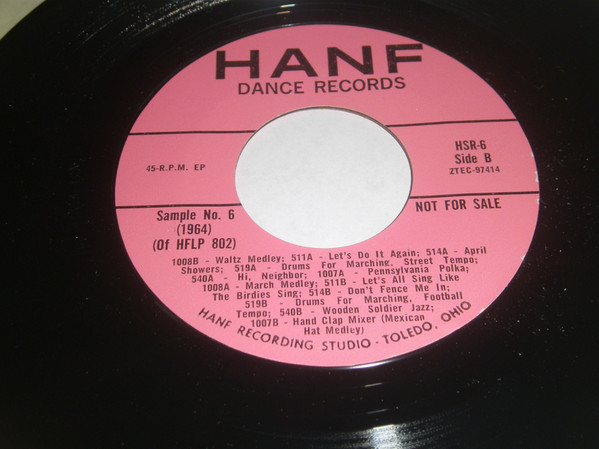 HANF
DANCE RECORDS
45-R.P.M. EP
HSR-6
Side B
ZTEC-97414
Sample No. 6
(1964)
(Of HFLP 802)
NOT FOR SALE
1008B - Waltz Medley; 511A - Let's Do It Again; 514A - April
Showers; 519A - Drums For Marching, Street Tempo;
540A - Hi, Neighbor; 1007A - Pennsylvania Polka;
1008A - March Medley; 511B - Let's All Sing Like
The Birdies Sing; 514B - Don't Fence Me In;
519B - Drums For Marching, Football
Tempo; 540B - Wooden Soldier Jazz;
1007B - Hand Clap Mixer (Mexican
Hat Medley)
HANF RECORDING STUDIO - TOLEDO, OHIO